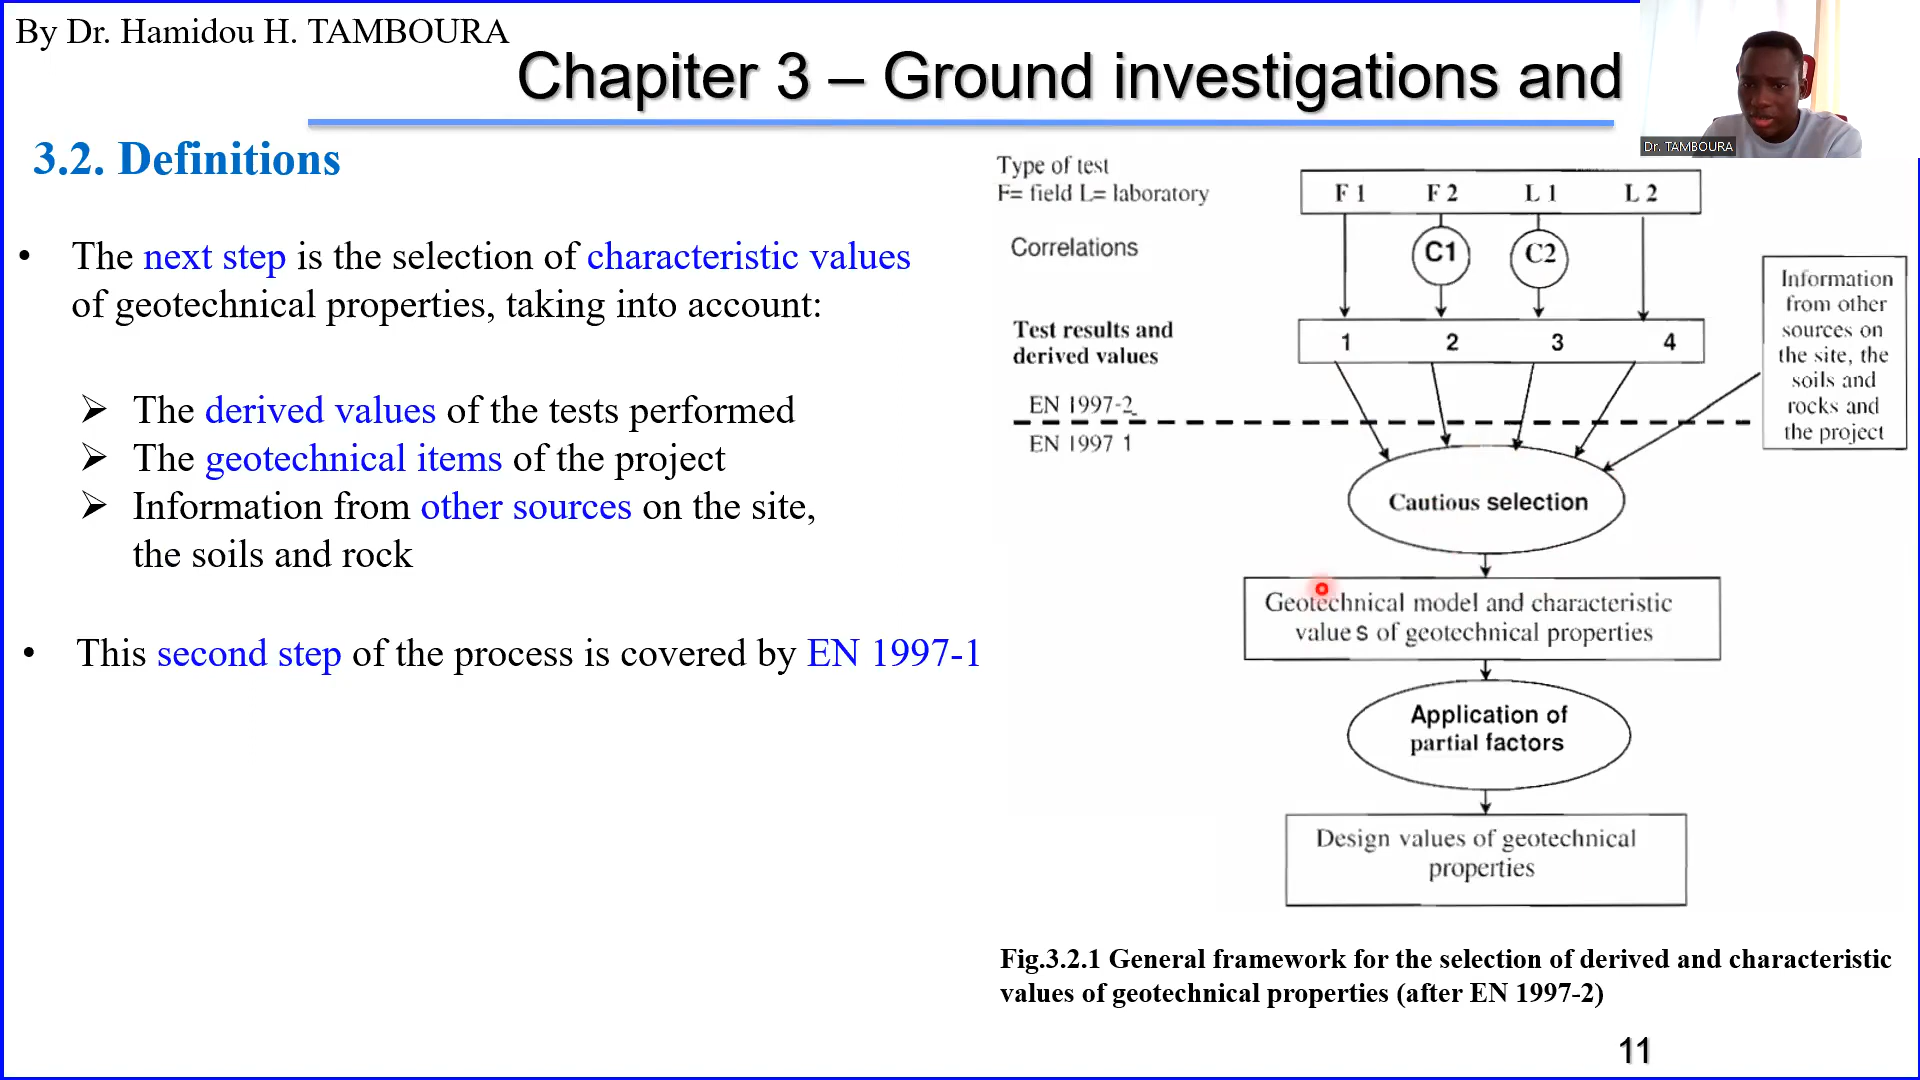 By Dr. Hamidou H. TAMBOURA
Chapiter 3 – Ground investigations and
Dr. TAMBOURA
3.2. Definitions
• The next step is the selection of characteristic values
of geotechnical properties, taking into account:
➢ The derived values of the tests performed
➢ The geotechnical items of the project
➢ Information from other sources on the site,
the soils and rock
• This second step of the process is covered by EN 1997-1
Type of test
F= field L= laboratory
F 1 F 2 L 1 L 2
Correlations
C1 C2
Test results and
derived values
1 2 3 4
Information
from other
sources on
the site, the
soils and
rocks and
the project
EN 1997-2
EN 1997 1
Cautious selection
Geotechnical model and characteristic
values of geotechnical properties
Application of
partial factors
Design values of geotechnical
properties
Fig.3.2.1 General framework for the selection of derived and characteristic
values of geotechnical properties (after EN 1997-2)
11